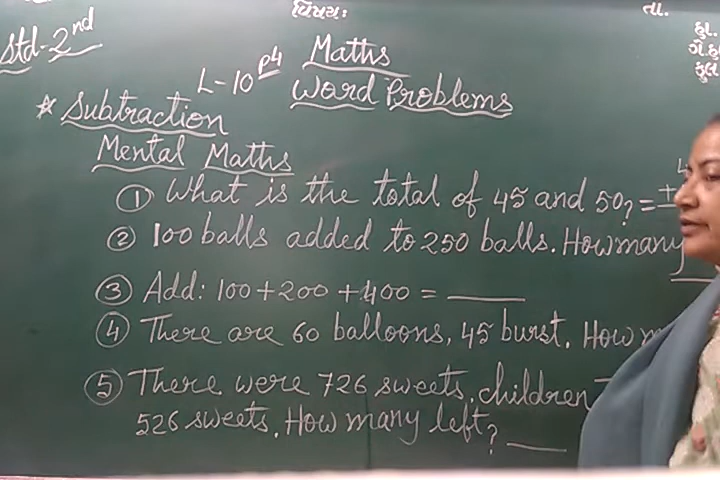 વિષય:
તા.
Std-2nd
L-10 P4 Maths
Word Problems
* Subtraction
Mental Maths
① What is the total of 45 and 50? =
② 100 balls added to 250 balls. How many
③ Add: 100+200+400 = ____
④ There are 60 balloons, 45 burst. How
⑤ There were 726 sweets, children
526 sweets. How many left? ____